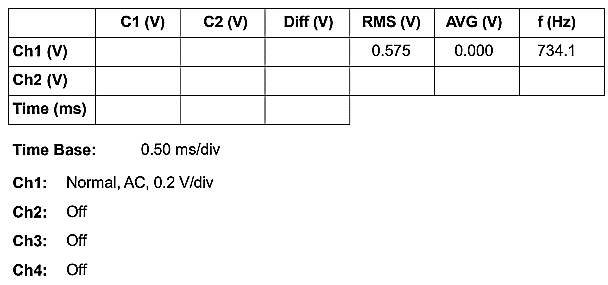 C1 (V) C2 (V) Diff (V) RMS (V) AVG (V) f (Hz)
Ch1 (V) 0.575 0.000 734.1
Ch2 (V)
Time (ms)
Time Base: 0.50 ms/div
Ch1: Normal, AC, 0.2 V/div
Ch2: Off
Ch3: Off
Ch4: Off